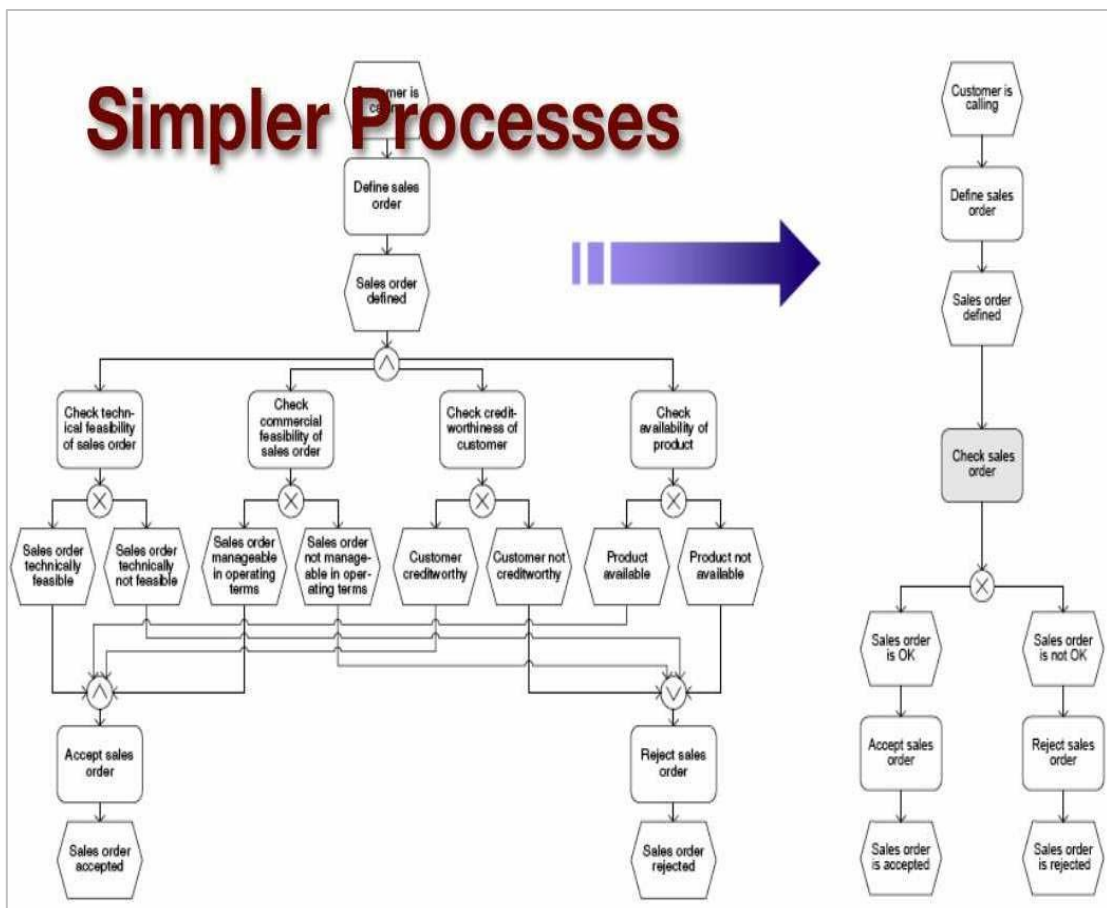 Simpler Processes
Customer is
calling
Define sales
order
Sales order
defined
Check techn-
ical feasibility
of sales order
Check
commercial
feasibility of
sales order
Check credit-
worthiness of
customer
Check
availability of
product
Sales order
technically
feasible
Sales order
technically
not feasible
Sales order
manageable
in operating
terms
Sales order
not manage-
able in oper-
ating terms
Customer
creditworthy
Customer not
creditworthy
Product
available
Product not
available
Accept sales
order
Reject sales
order
Sales order
accepted
Sales order
rejected
Customer is
calling
Define sales
order
Sales order
defined
Check sales
order
Sales order
is OK
Sales order
is not OK
Accept sales
order
Reject sales
order
Sales order
is accepted
Sales order
is rejected